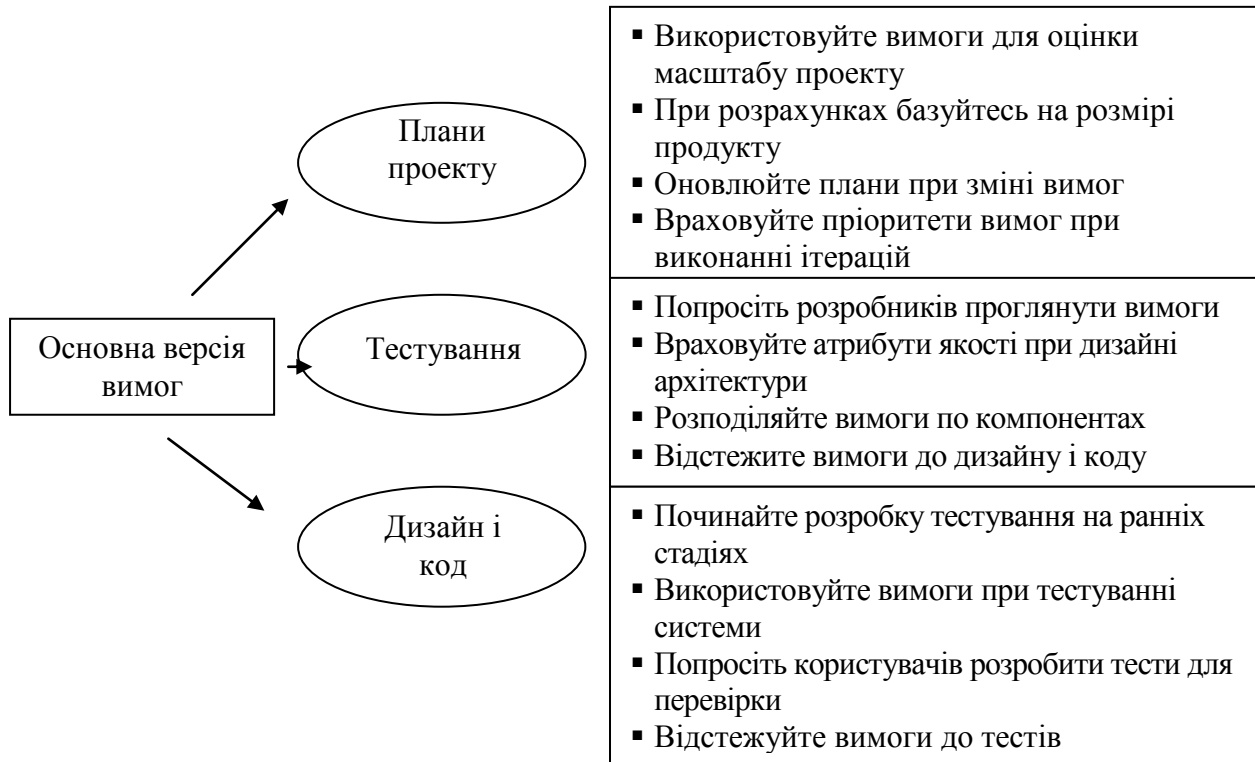 Основна версія
вимог
Плани
проекту
Тестування
Дизайн і
код
▪ Використовуйте вимоги для оцінки
масштабу проекту
▪ При розрахунках базуйтесь на розмірі
продукту
▪ Оновлюйте плани при зміні вимог
▪ Враховуйте пріоритети вимог при
виконанні ітерацій
▪ Попросіть розробників проглянути вимоги
▪ Враховуйте атрибути якості при дизайні
архітектури
▪ Розподіляйте вимоги по компонентах
▪ Відстежите вимоги до дизайну і коду
▪ Починайте розробку тестування на ранніх
стадіях
▪ Використовуйте вимоги при тестуванні
системи
▪ Попросіть користувачів розробити тести для
перевірки
▪ Відстежуйте вимоги до тестів